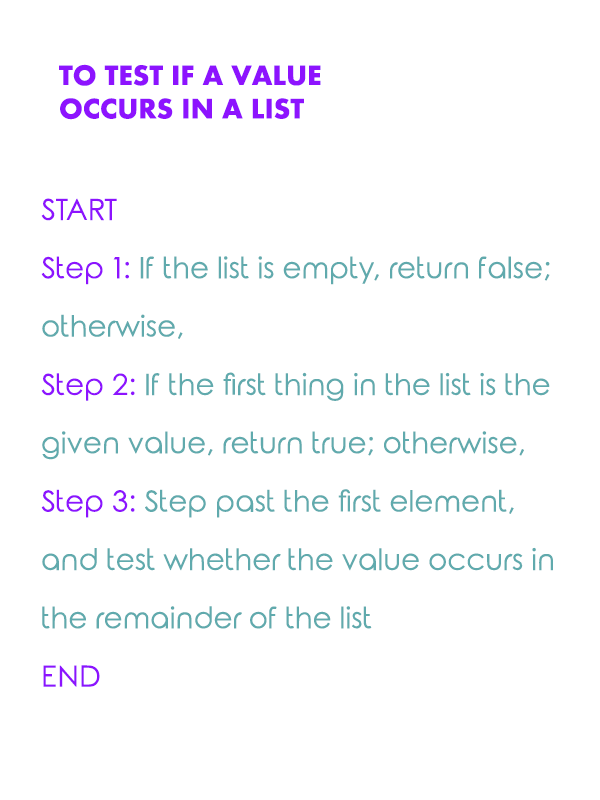 TO TEST IF A VALUE
OCCURS IN A LIST
START
Step 1: If the list is empty, return false;
otherwise,
Step 2: If the first thing in the list is the
given value, return true; otherwise,
Step 3: Step past the first element,
and test whether the value occurs in
the remainder of the list
END